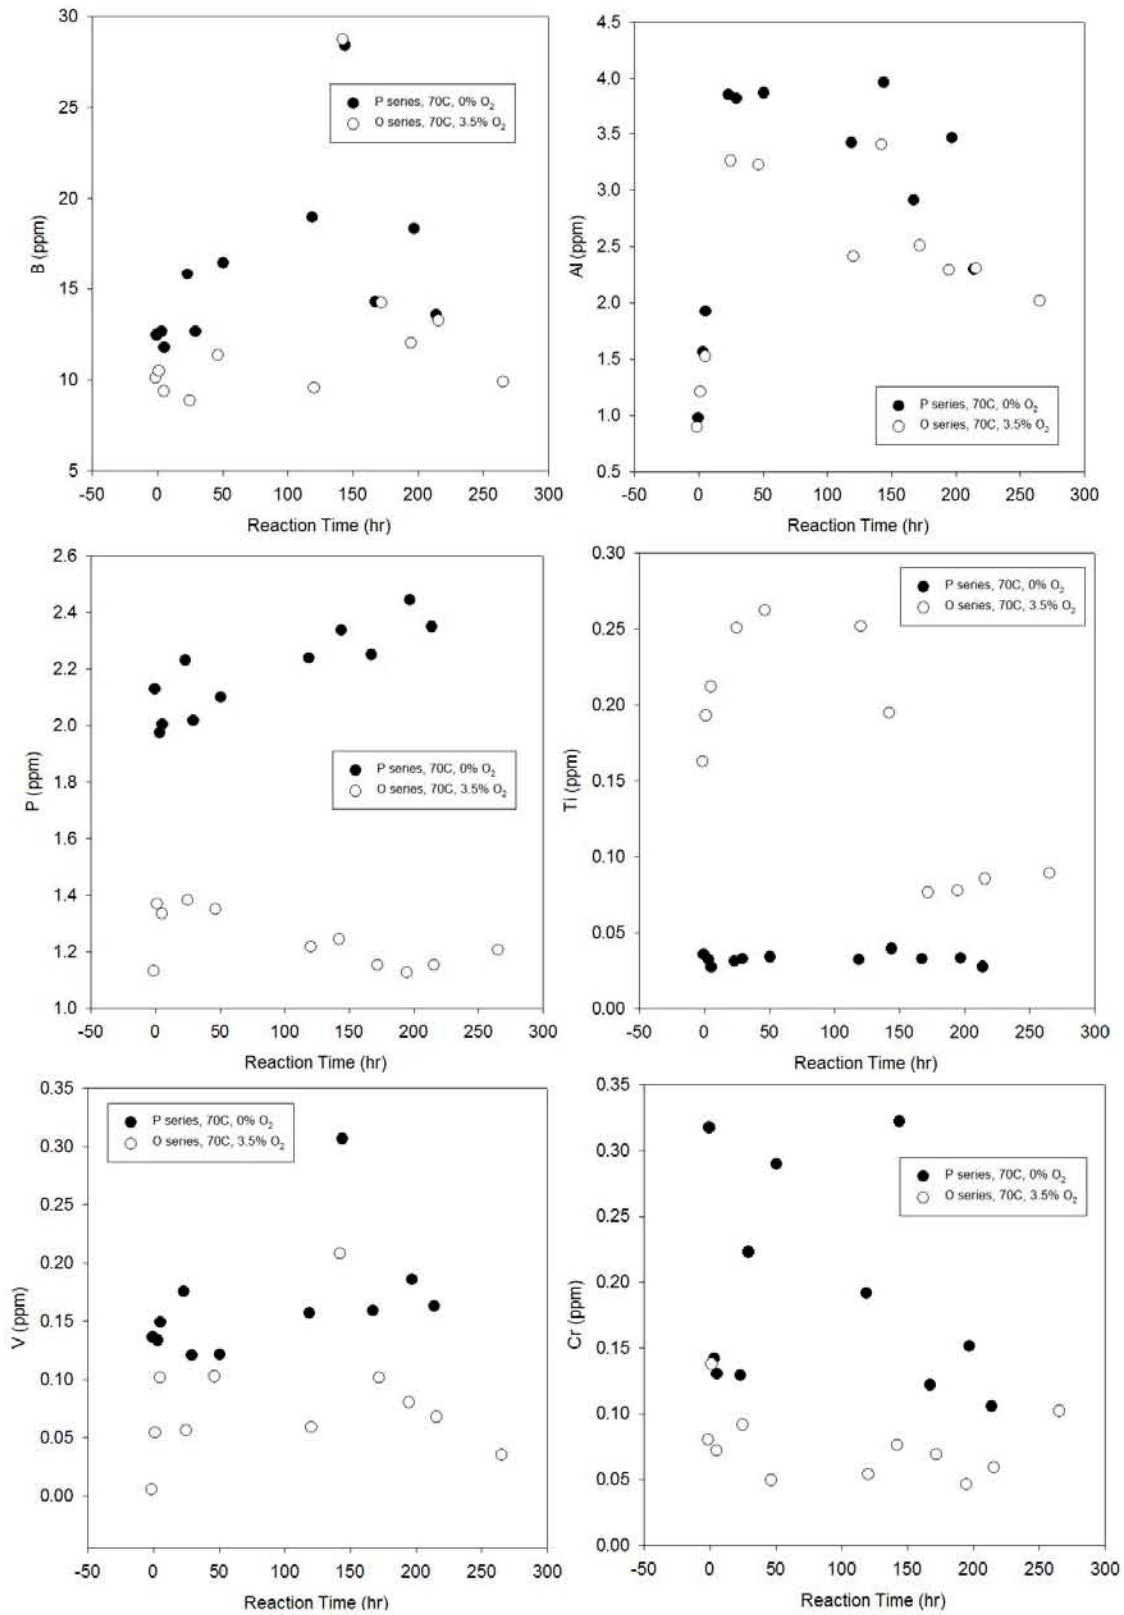 30
25
20
15
10
5
B (ppm)
P series, 70C, 0% O₂
O series, 70C, 3.5% O₂
-50 0 50 100 150 200 250 300
Reaction Time (hr)
4.5
4.0
3.5
3.0
2.5
2.0
1.5
1.0
0.5
Al (ppm)
P series, 70C, 0% O₂
O series, 70C, 3.5% O₂
-50 0 50 100 150 200 250 300
Reaction Time (hr)
2.6
2.4
2.2
2.0
1.8
1.6
1.4
1.2
1.0
P (ppm)
P series, 70C, 0% O₂
O series, 70C, 3.5% O₂
-50 0 50 100 150 200 250 300
Reaction Time (hr)
0.30
0.25
0.20
0.15
0.10
0.05
0.00
Ti (ppm)
P series, 70C, 0% O₂
O series, 70C, 3.5% O₂
-50 0 50 100 150 200 250 300
Reaction Time (hr)
0.35
0.30
0.25
0.20
0.15
0.10
0.05
0.00
V (ppm)
P series, 70C, 0% O₂
O series, 70C, 3.5% O₂
-50 0 50 100 150 200 250 300
Reaction Time (hr)
0.35
0.30
0.25
0.20
0.15
0.10
0.05
0.00
Cr (ppm)
P series, 70C, 0% O₂
O series, 70C, 3.5% O₂
-50 0 50 100 150 200 250 300
Reaction Time (hr)